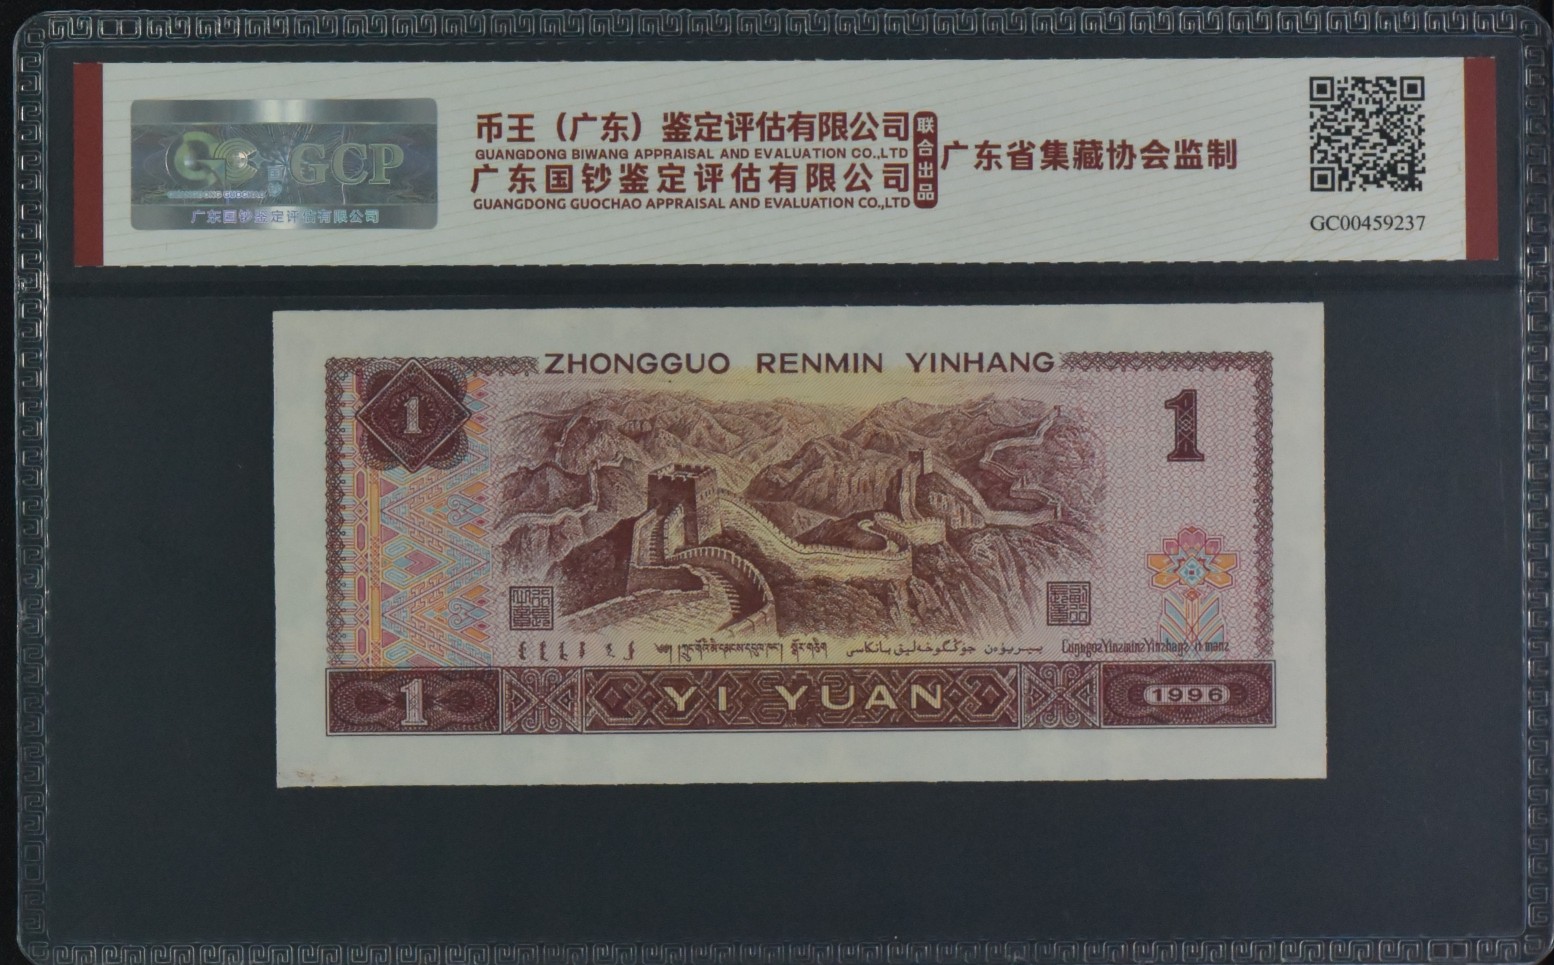 GCP
广东国钞鉴定评估有限公司
币王（广东）鉴定评估有限公司
GUANGDONG BIWANG APPRAISAL AND EVALUATION CO.,LTD
广东国钞鉴定评估有限公司
GUANGDONG GUOCHAO APPRAISAL AND EVALUATION CO.,LTD
联合出品
广东省集藏协会监制
GC00459237
ZHONGGUO RENMIN YINHANG
1
1
جۇڭگو خەلىق بانكاسى
1
YI YUAN
1996